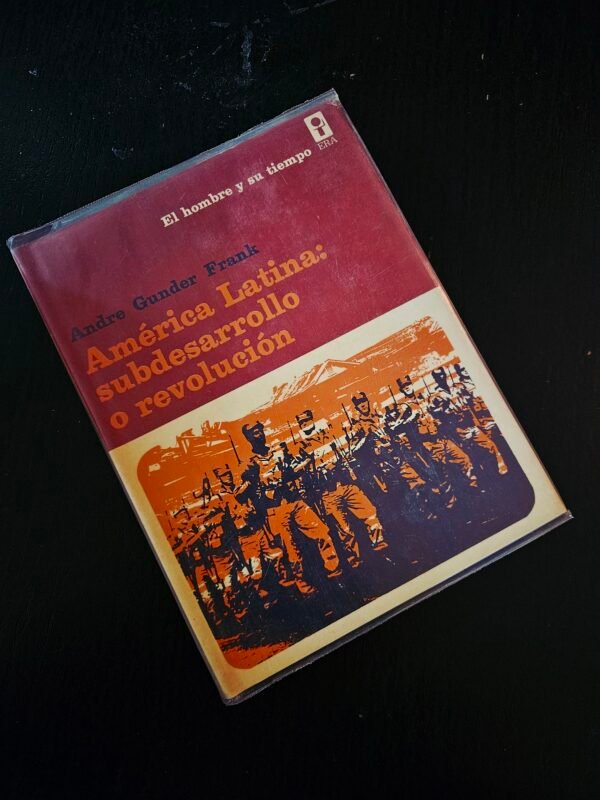 ERA
El hombre y su tiempo
Andre Gunder Frank
América Latina:
subdesarrollo
o revolución